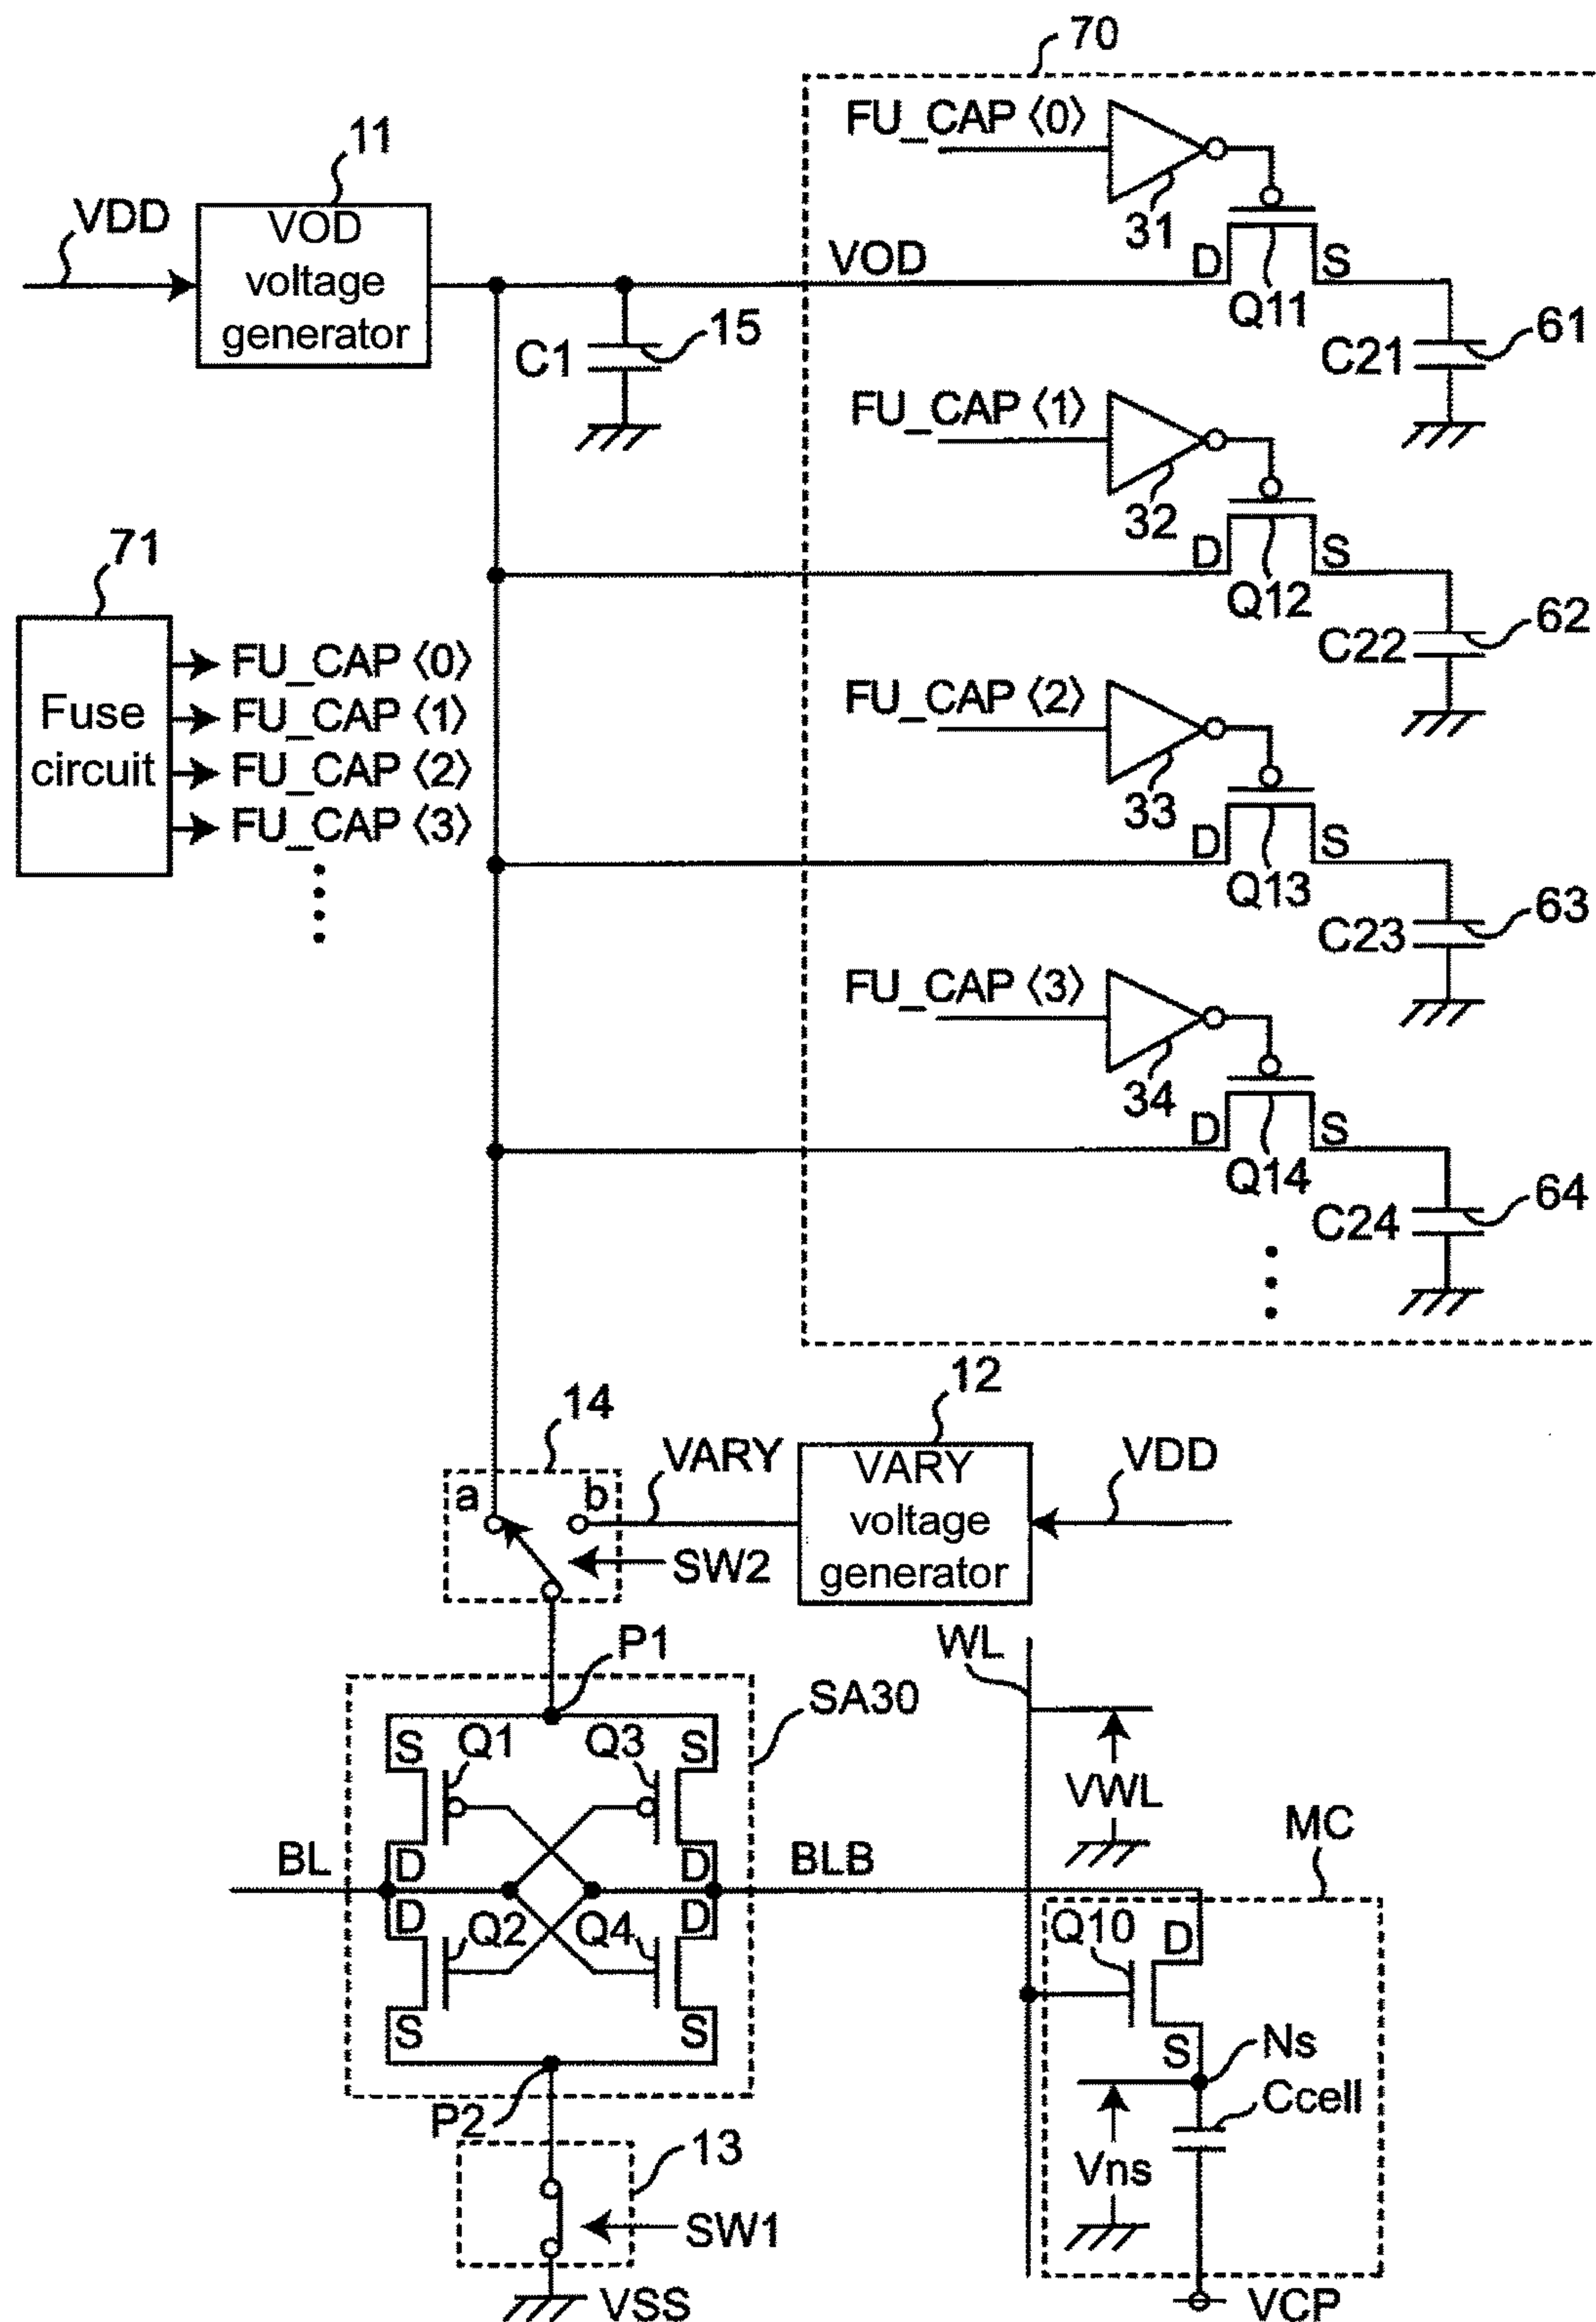 70
FU_CAP ⟨0⟩
31
D
S
Q11
C21
61
11
VDD
VOD
voltage
generator
VOD
C1
15
FU_CAP ⟨1⟩
32
D
S
Q12
C22
62
71
Fuse
circuit
FU_CAP ⟨0⟩
FU_CAP ⟨1⟩
FU_CAP ⟨2⟩
FU_CAP ⟨3⟩
FU_CAP ⟨2⟩
33
D
S
Q13
C23
63
FU_CAP ⟨3⟩
34
D
S
Q14
C24
64
14
a
b
SW2
VARY
12
VARY
voltage
generator
VDD
P1
SA30
S
Q1
Q3
S
BL
D
D
BLB
D
Q2
Q4
D
S
S
P2
13
SW1
VSS
WL
VWL
MC
Q10
D
S
Ns
Ccell
Vns
VCP